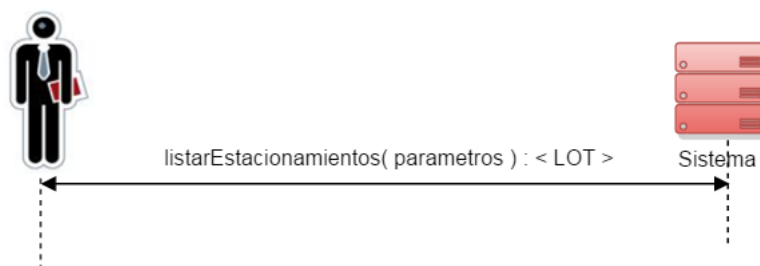 listarEstacionamientos( parametros ) : < LOT >
Sistema